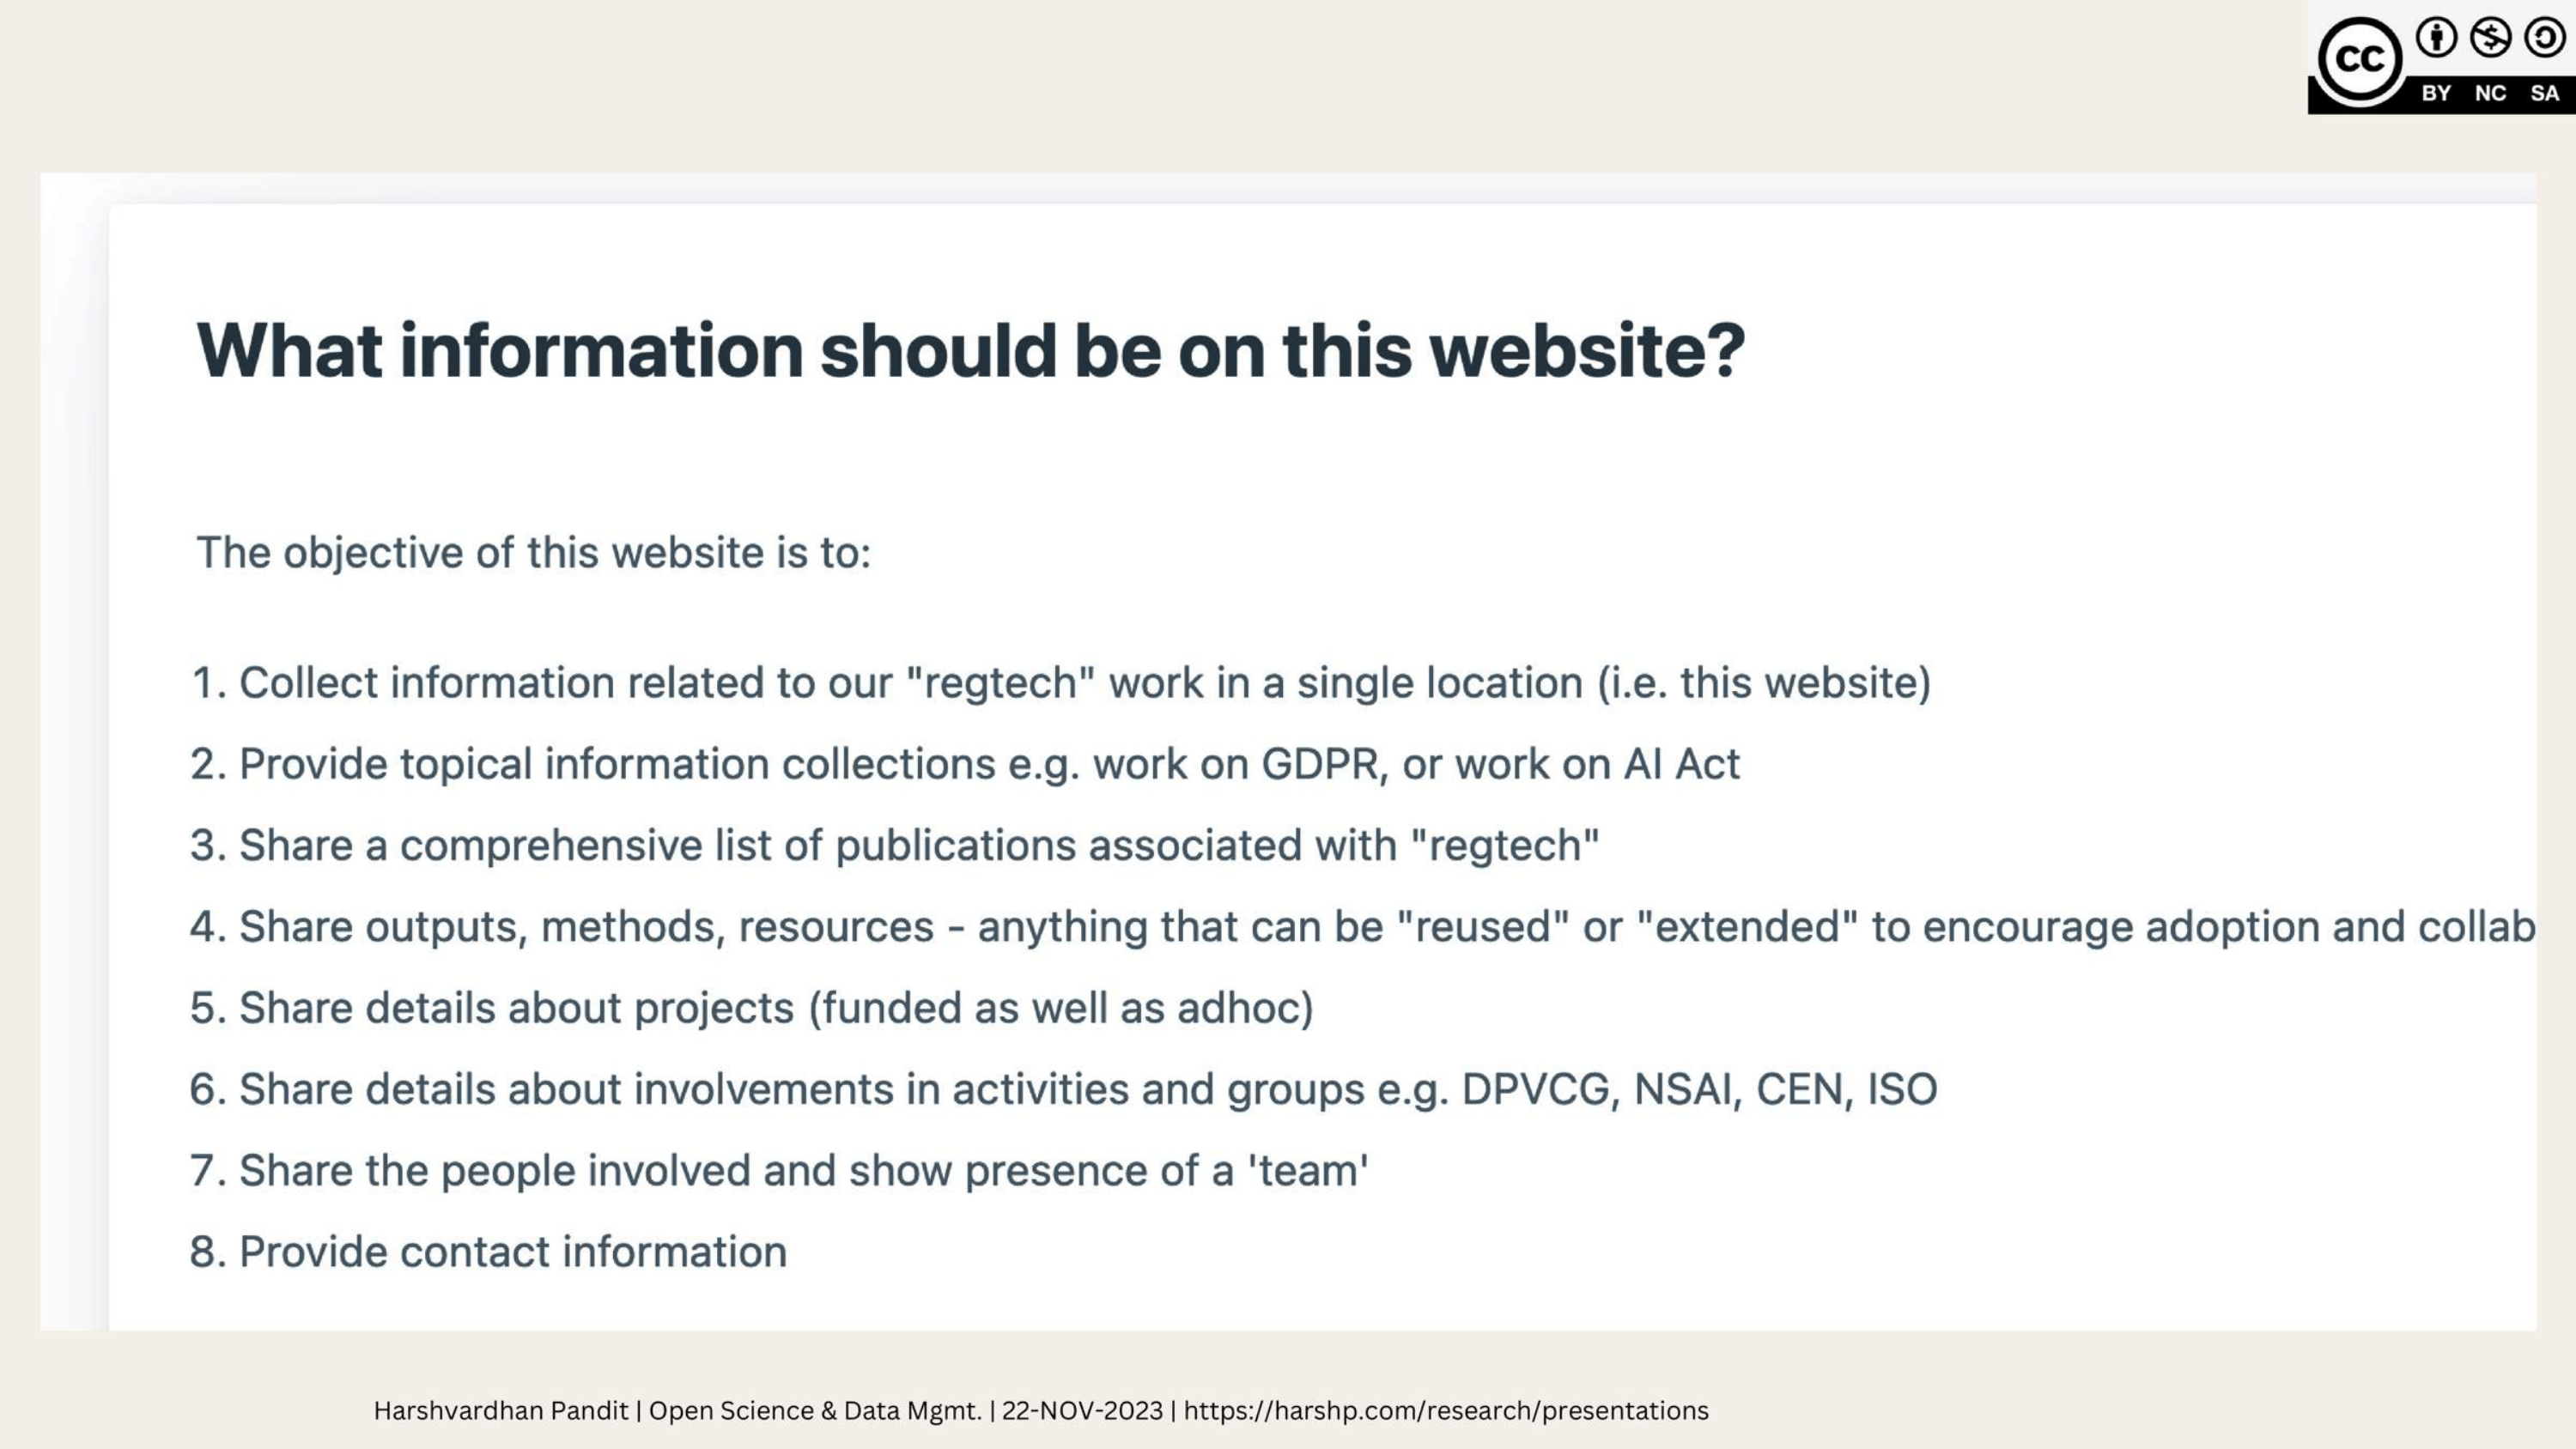 CC
BY NC SA
What information should be on this website?
The objective of this website is to:
1. Collect information related to our "regtech" work in a single location (i.e. this website)
2. Provide topical information collections e.g. work on GDPR, or work on AI Act
3. Share a comprehensive list of publications associated with "regtech"
4. Share outputs, methods, resources - anything that can be "reused" or "extended" to encourage adoption and collab
5. Share details about projects (funded as well as adhoc)
6. Share details about involvements in activities and groups e.g. DPVCG, NSAI, CEN, ISO
7. Share the people involved and show presence of a 'team'
8. Provide contact information
Harshvardhan Pandit | Open Science & Data Mgmt. | 22-NOV-2023 | https://harshp.com/research/presentations